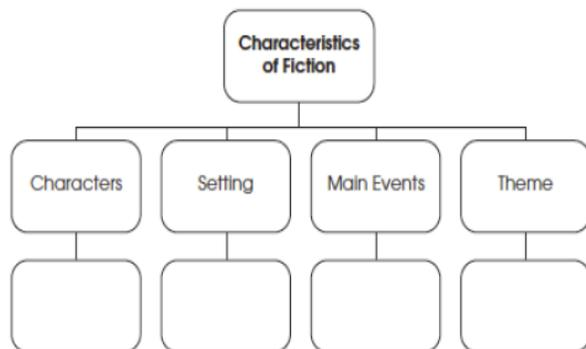 Characteristics
of Fiction
Characters
Setting
Main Events
Theme